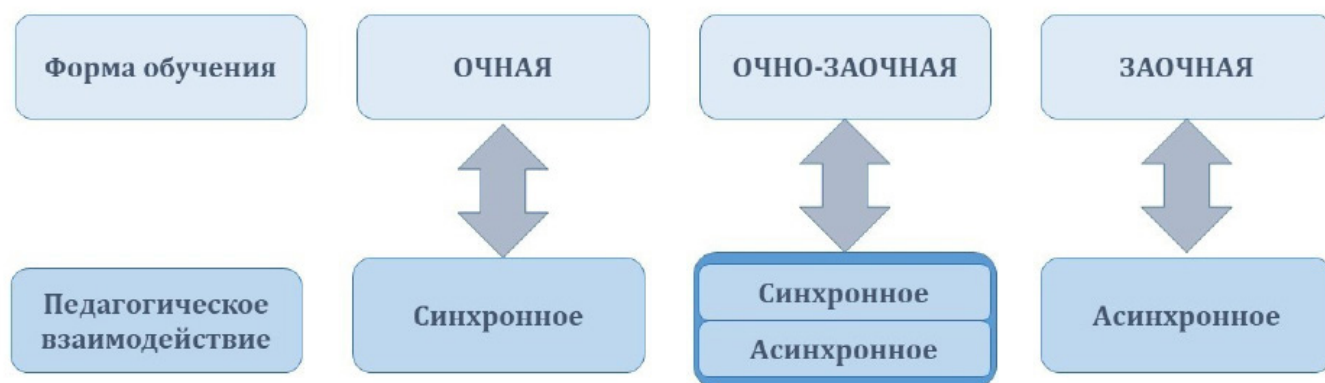 Форма обучения
ОЧНАЯ
ОЧНО-ЗАОЧНАЯ
ЗАОЧНАЯ
Педагогическое
взаимодействие
Синхронное
Синхронное
Асинхронное
Асинхронное